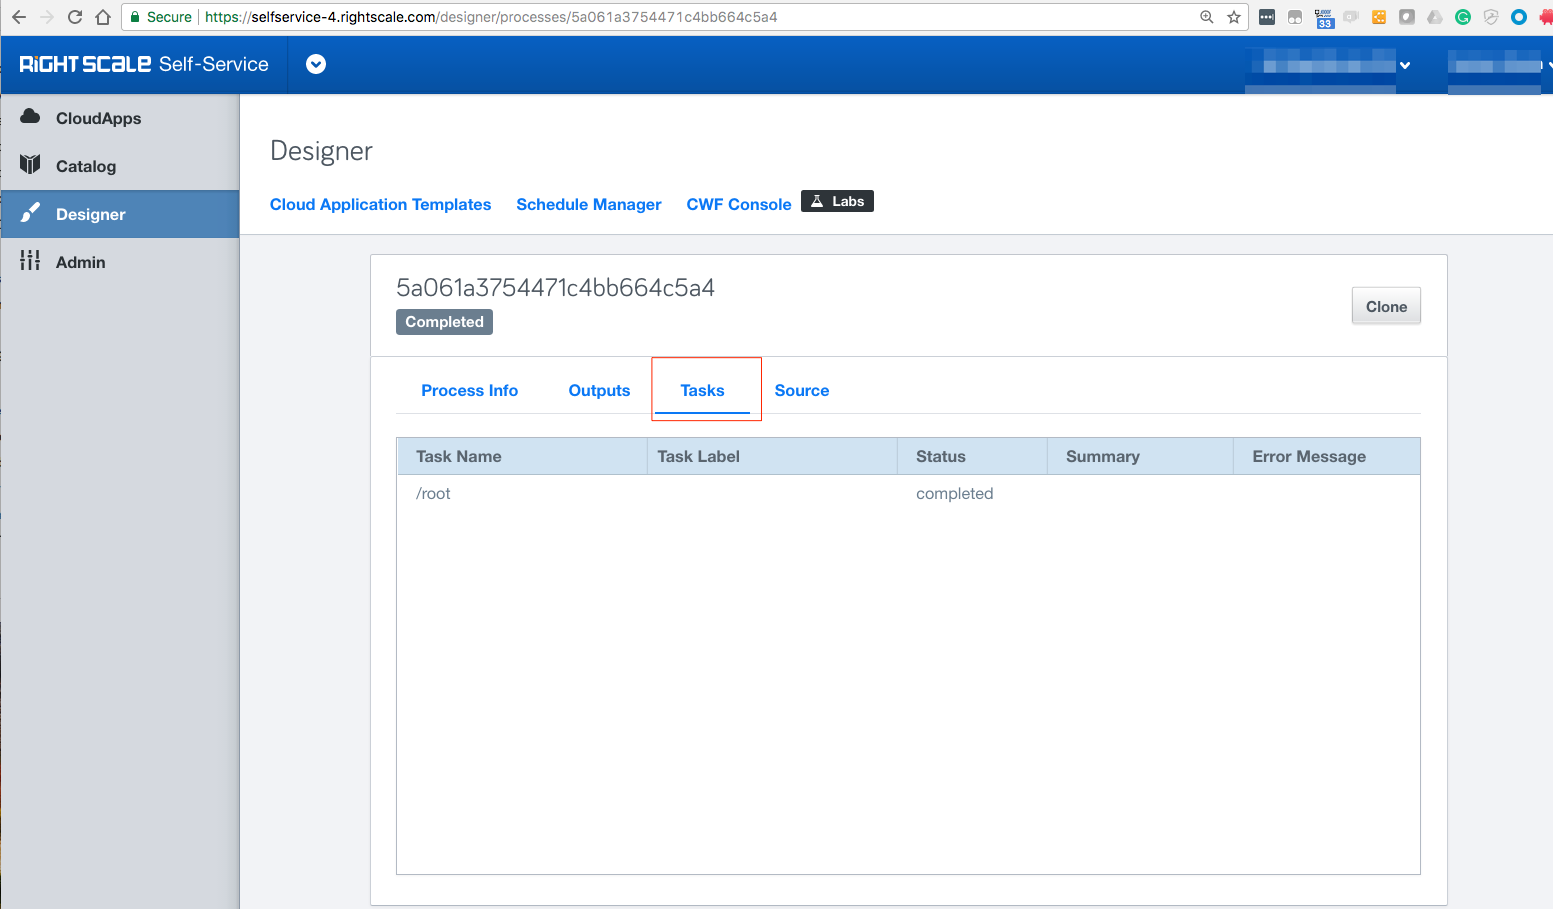 Secure https://selfservice-4.rightscale.com/designer/processes/5a061a3754471c4bb664c5a4
33
RIGHTSCALE Self-Service
CloudApps
Catalog
Designer
Admin
Designer
Cloud Application Templates Schedule Manager CWF Console Labs
5a061a3754471c4bb664c5a4
Completed
Clone
Process Info Outputs Tasks Source
Task Name Task Label Status Summary Error Message
/root completed